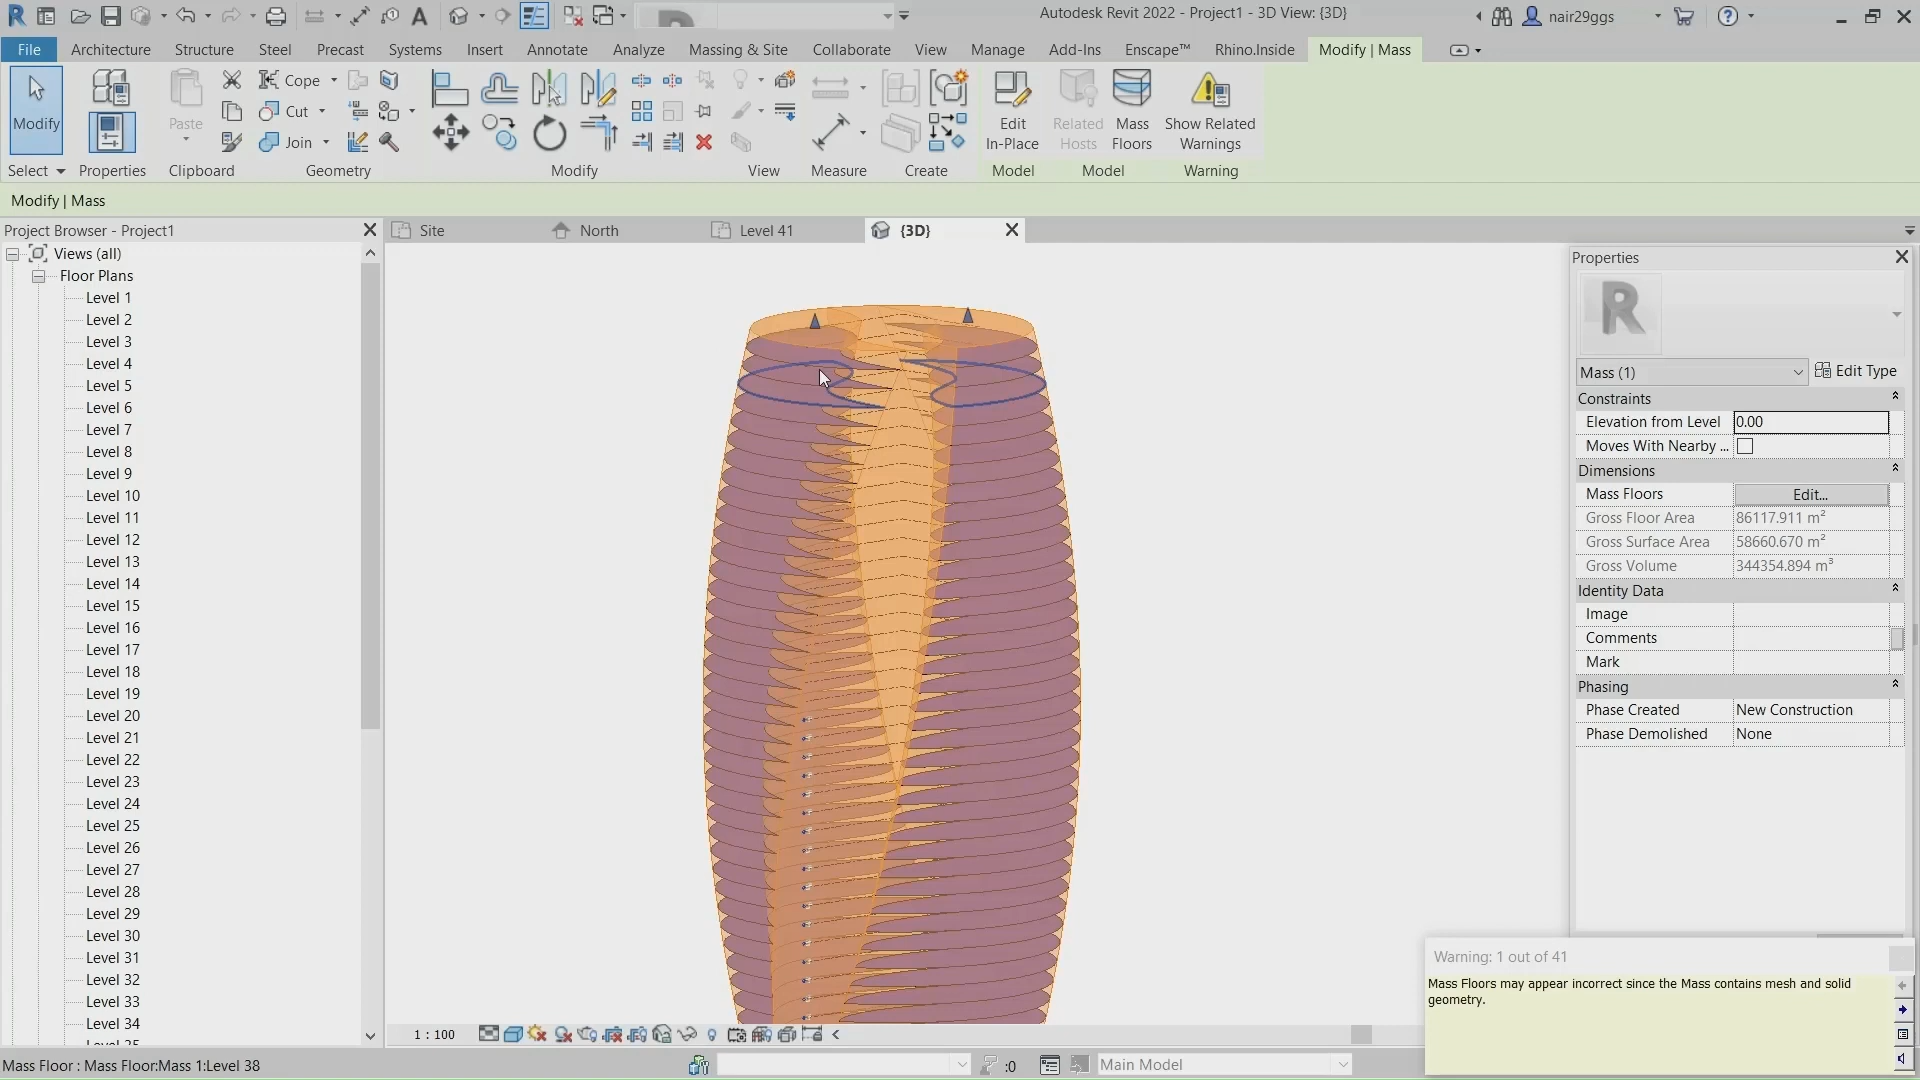 Autodesk Revit 2022 - Project1 - 3D View: {3D}
nair29ggs
File
Architecture
Structure
Steel
Precast
Systems
Insert
Annotate
Analyze
Massing & Site
Collaborate
View
Manage
Add-Ins
Enscape™
Rhino.Inside
Modify | Mass
Modify
Paste
Cope
Cut
Join
Edit
In-Place
Related
Hosts
Mass
Floors
Show Related
Warnings
Select
Properties
Clipboard
Geometry
Modify
View
Measure
Create
Model
Model
Warning
Modify | Mass
Project Browser - Project1
Site
North
Level 41
{3D}
Views (all)
Floor Plans
Level 1
Level 2
Level 3
Level 4
Level 5
Level 6
Level 7
Level 8
Level 9
Level 10
Level 11
Level 12
Level 13
Level 14
Level 15
Level 16
Level 17
Level 18
Level 19
Level 20
Level 21
Level 22
Level 23
Level 24
Level 25
Level 26
Level 27
Level 28
Level 29
Level 30
Level 31
Level 32
Level 33
Level 34
Properties
R
Mass (1)
Edit Type
Constraints
Elevation from Level 0.00
Moves With Nearby ...
Dimensions
Mass Floors Edit...
Gross Floor Area 86117.911 m²
Gross Surface Area 58660.670 m²
Gross Volume 344354.894 m³
Identity Data
Image
Comments
Mark
Phasing
Phase Created New Construction
Phase Demolished None
Warning: 1 out of 41
Mass Floors may appear incorrect since the Mass contains mesh and solid
geometry.
1 : 100
Mass Floor : Mass Floor:Mass 1:Level 38
:0
Main Model